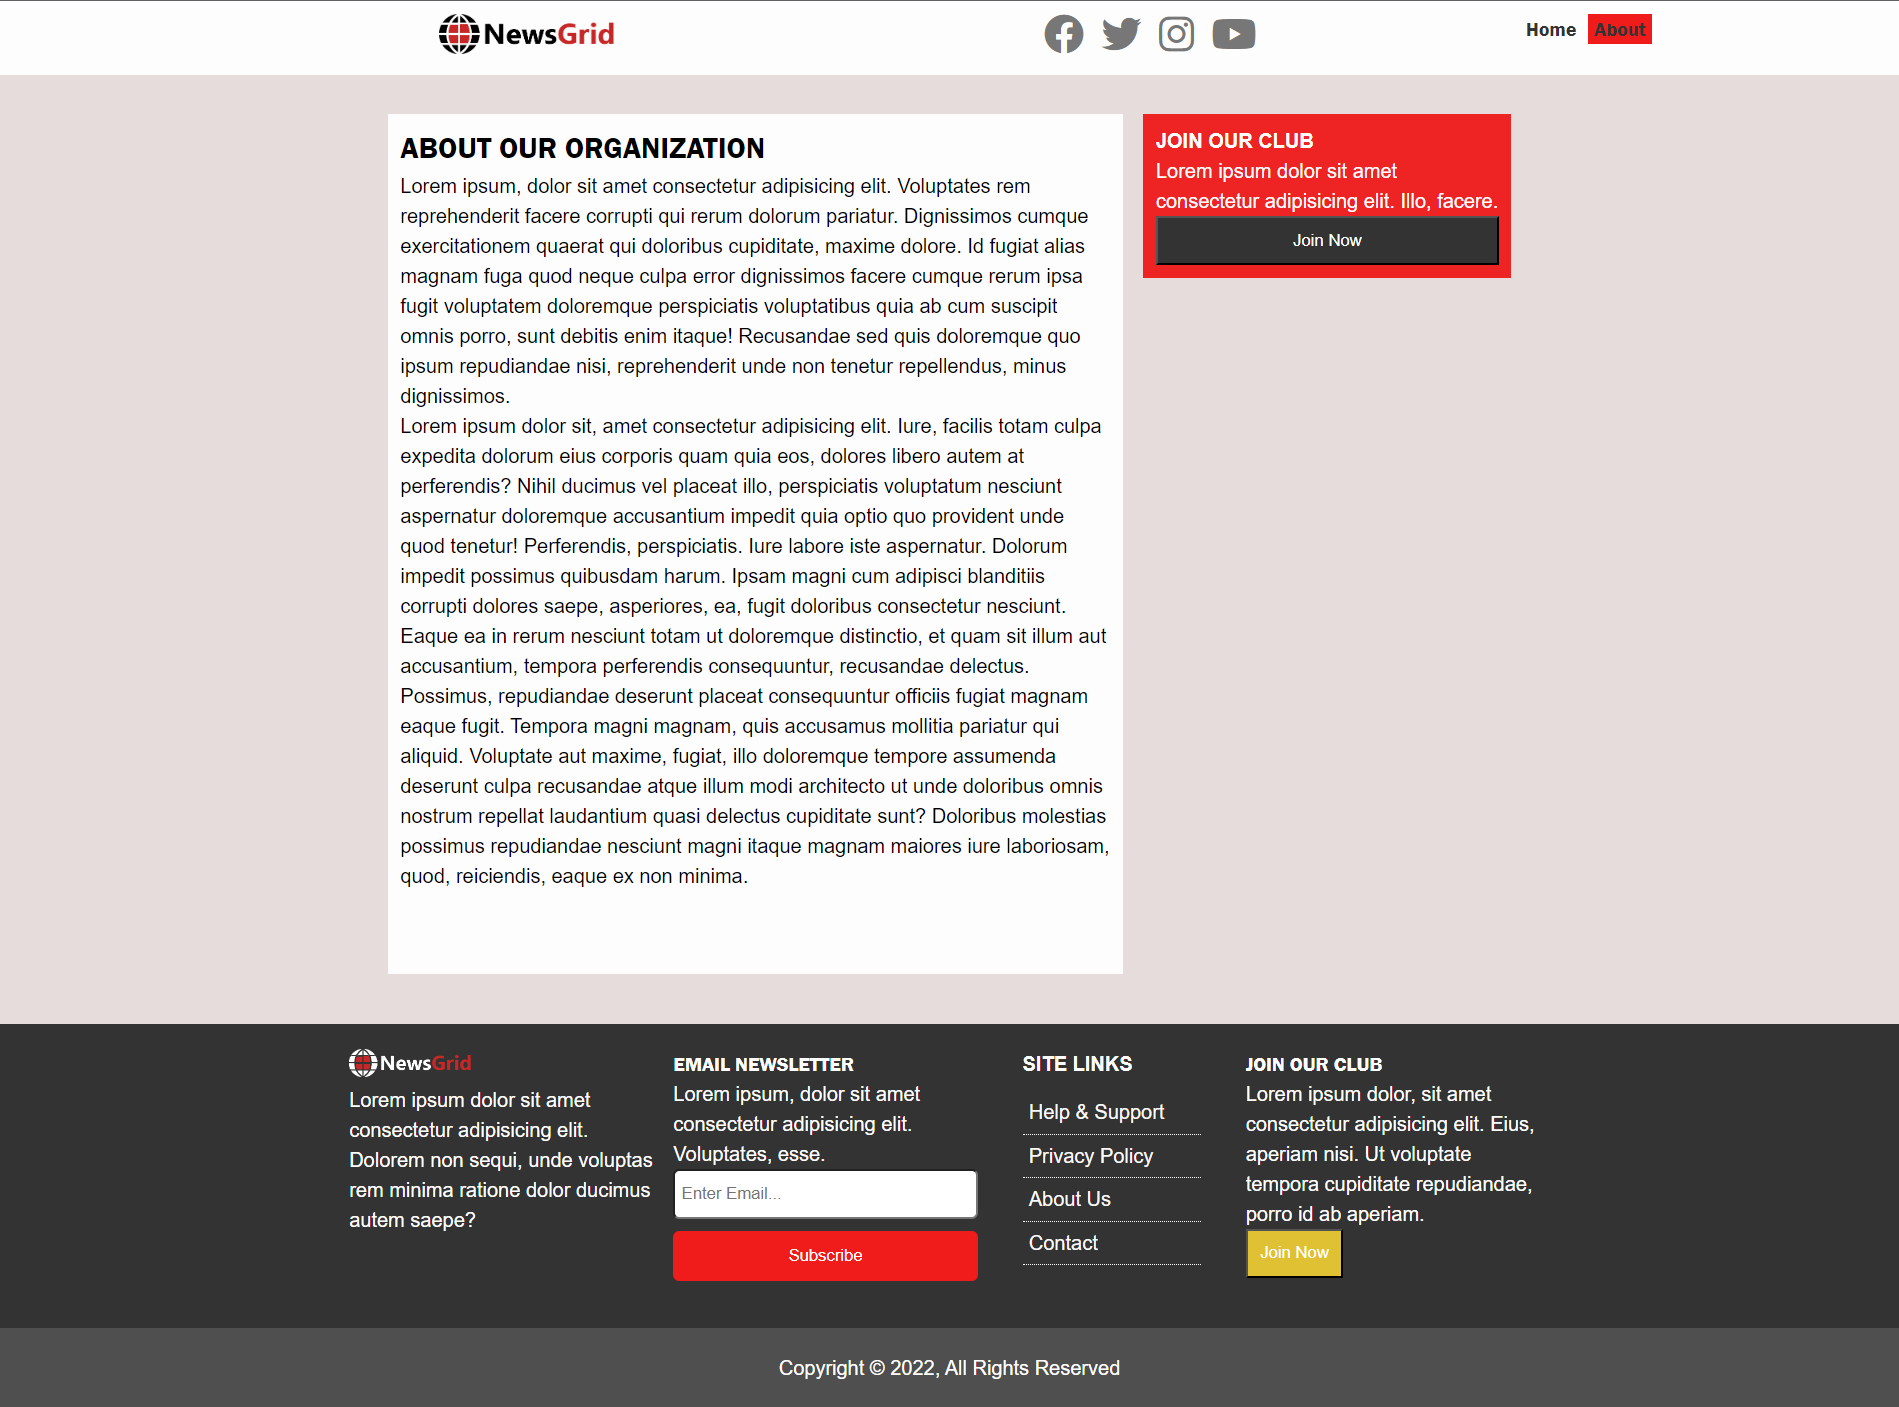 NewsGrid
Home About
ABOUT OUR ORGANIZATION
Lorem ipsum, dolor sit amet consectetur adipisicing elit. Voluptates rem
reprehenderit facere corrupti qui rerum dolorum pariatur. Dignissimos cumque
exercitationem quaerat qui doloribus cupiditate, maxime dolore. Id fugiat alias
magnam fuga quod neque culpa error dignissimos facere cumque rerum ipsa
fugit voluptatem doloremque perspiciatis voluptatibus quia ab cum suscipit
omnis porro, sunt debitis enim itaque! Recusandae sed quis doloremque quo
ipsum repudiandae nisi, reprehenderit unde non tenetur repellendus, minus
dignissimos.
Lorem ipsum dolor sit, amet consectetur adipisicing elit. Iure, facilis totam culpa
expedita dolorum eius corporis quam quia eos, dolores libero autem at
perferendis? Nihil ducimus vel placeat illo, perspiciatis voluptatum nesciunt
aspernatur doloremque accusantium impedit quia optio quo provident unde
quod tenetur! Perferendis, perspiciatis. Iure labore iste aspernatur. Dolorum
impedit possimus quibusdam harum. Ipsam magni cum adipisci blanditiis
corrupti dolores saepe, asperiores, ea, fugit doloribus consectetur nesciunt.
Eaque ea in rerum nesciunt totam ut doloremque distinctio, et quam sit illum aut
accusantium, tempora perferendis consequuntur, recusandae delectus.
Possimus, repudiandae deserunt placeat consequuntur officiis fugiat magnam
eaque fugit. Tempora magni magnam, quis accusamus mollitia pariatur qui
aliquid. Voluptate aut maxime, fugiat, illo doloremque tempore assumenda
deserunt culpa recusandae atque illum modi architecto ut unde doloribus omnis
nostrum repellat laudantium quasi delectus cupiditate sunt? Doloribus molestias
possimus repudiandae nesciunt magni itaque magnam maiores iure laboriosam,
quod, reiciendis, eaque ex non minima.
JOIN OUR CLUB
Lorem ipsum dolor sit amet
consectetur adipisicing elit. Illo, facere.
Join Now
NewsGrid
Lorem ipsum dolor sit amet
consectetur adipisicing elit.
Dolorem non sequi, unde voluptas
rem minima ratione dolor ducimus
autem saepe?
EMAIL NEWSLETTER
Lorem ipsum, dolor sit amet
consectetur adipisicing elit.
Voluptates, esse.
Enter Email...
Subscribe
SITE LINKS
Help & Support
Privacy Policy
About Us
Contact
JOIN OUR CLUB
Lorem ipsum dolor, sit amet
consectetur adipisicing elit. Eius,
aperiam nisi. Ut voluptate
tempora cupiditate repudiandae,
porro id ab aperiam.
Join Now
Copyright © 2022, All Rights Reserved